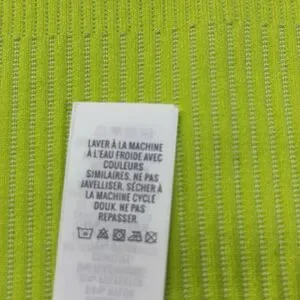 LAVER À LA MACHINE
À L'EAU FROIDE AVEC
COULEURS
SIMILAIRES. NE PAS
JAVELLISER. SÉCHER À
LA MACHINE CYCLE
DOUX. NE PAS
REPASSER.